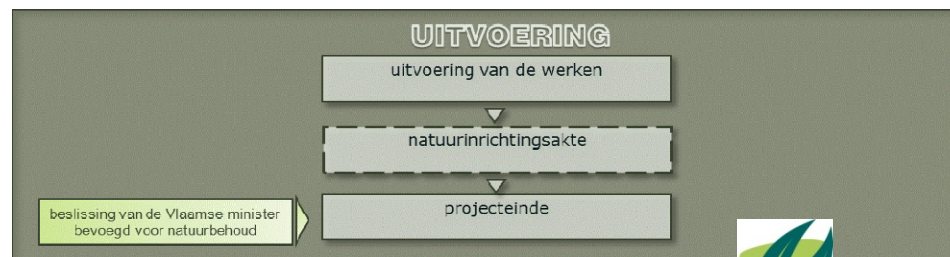 UITVOERING
uitvoering van de werken
natuurinrichtingsakte
projecteinde
beslissing van de Vlaamse minister
bevoegd voor natuurbehoud